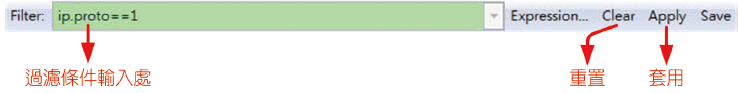 Filter: ip.proto==1 Expression... Clear Apply Save
過濾條件輸入處 重置 套用